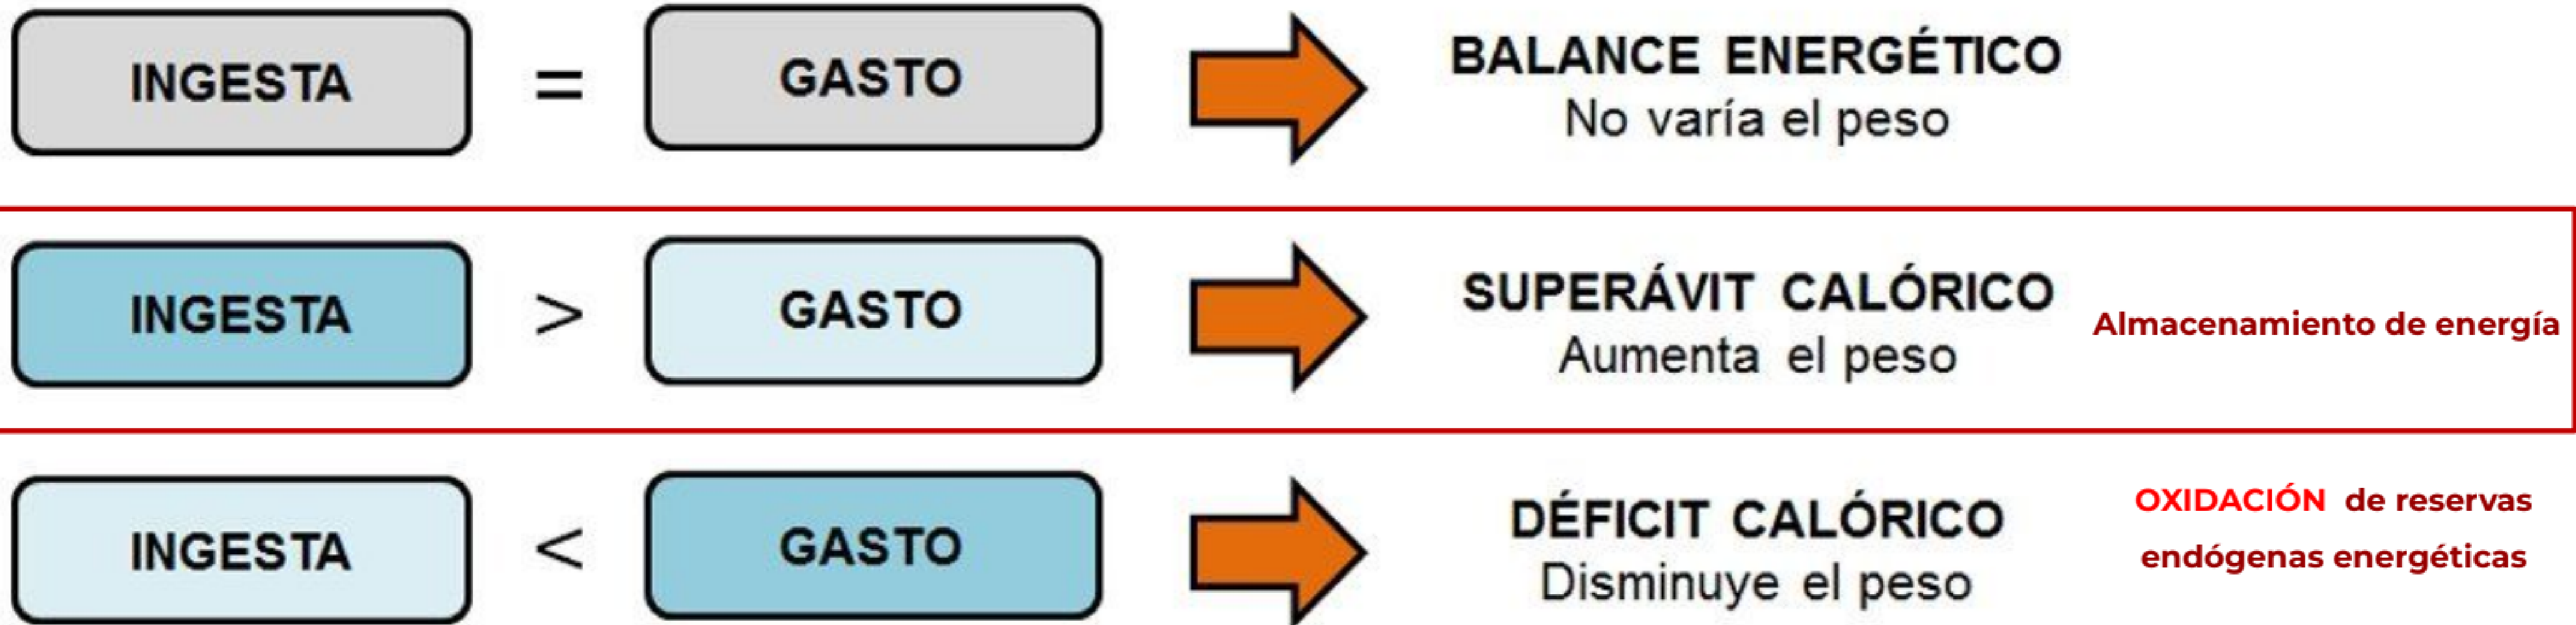 INGESTA = GASTO BALANCE ENERGÉTICO
No varía el peso
INGESTA > GASTO SUPERÁVIT CALÓRICO
Aumenta el peso
Almacenamiento de energía
INGESTA < GASTO DÉFICIT CALÓRICO
Disminuye el peso
OXIDACIÓN de reservas
endógenas energéticas